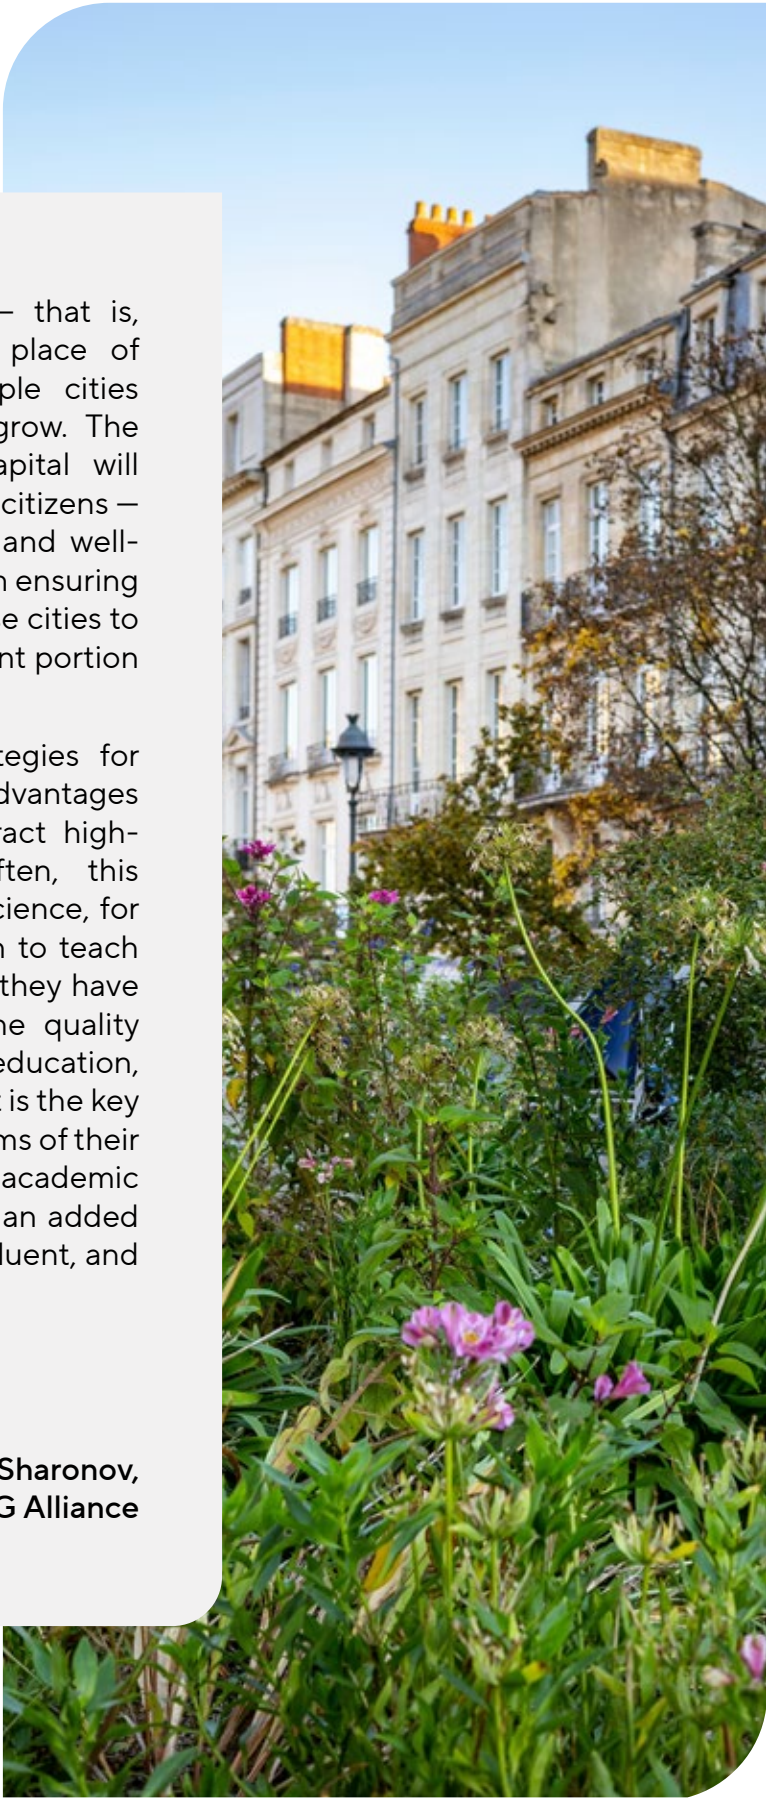 – that is,
place of
ple cities
grow. The
apital will
citizens —
and well-
n ensuring
e cities to
nt portion
tegies for
dvantages
ract high-
ften, this
cience, for
n to teach
they have
ne quality
education,
t is the key
ms of their
academic
an added
luent, and
Sharonov,
G Alliance